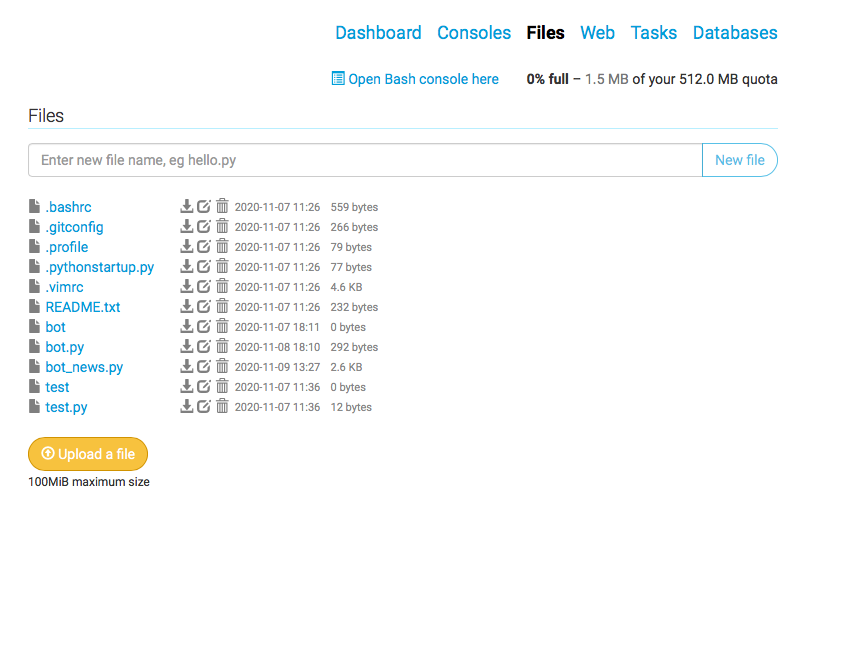 Dashboard Consoles Files Web Tasks Databases
Open Bash console here 0% full – 1.5 MB of your 512.0 MB quota
Files
Enter new file name, eg hello.py New file
.bashrc 2020-11-07 11:26 559 bytes
.gitconfig 2020-11-07 11:26 266 bytes
.profile 2020-11-07 11:26 79 bytes
.pythonstartup.py 2020-11-07 11:26 77 bytes
.vimrc 2020-11-07 11:26 4.6 KB
README.txt 2020-11-07 11:26 232 bytes
bot 2020-11-07 18:11 0 bytes
bot.py 2020-11-08 18:10 292 bytes
bot_news.py 2020-11-09 13:27 2.6 KB
test 2020-11-07 11:36 0 bytes
test.py 2020-11-07 11:36 12 bytes
Upload a file
100MiB maximum size